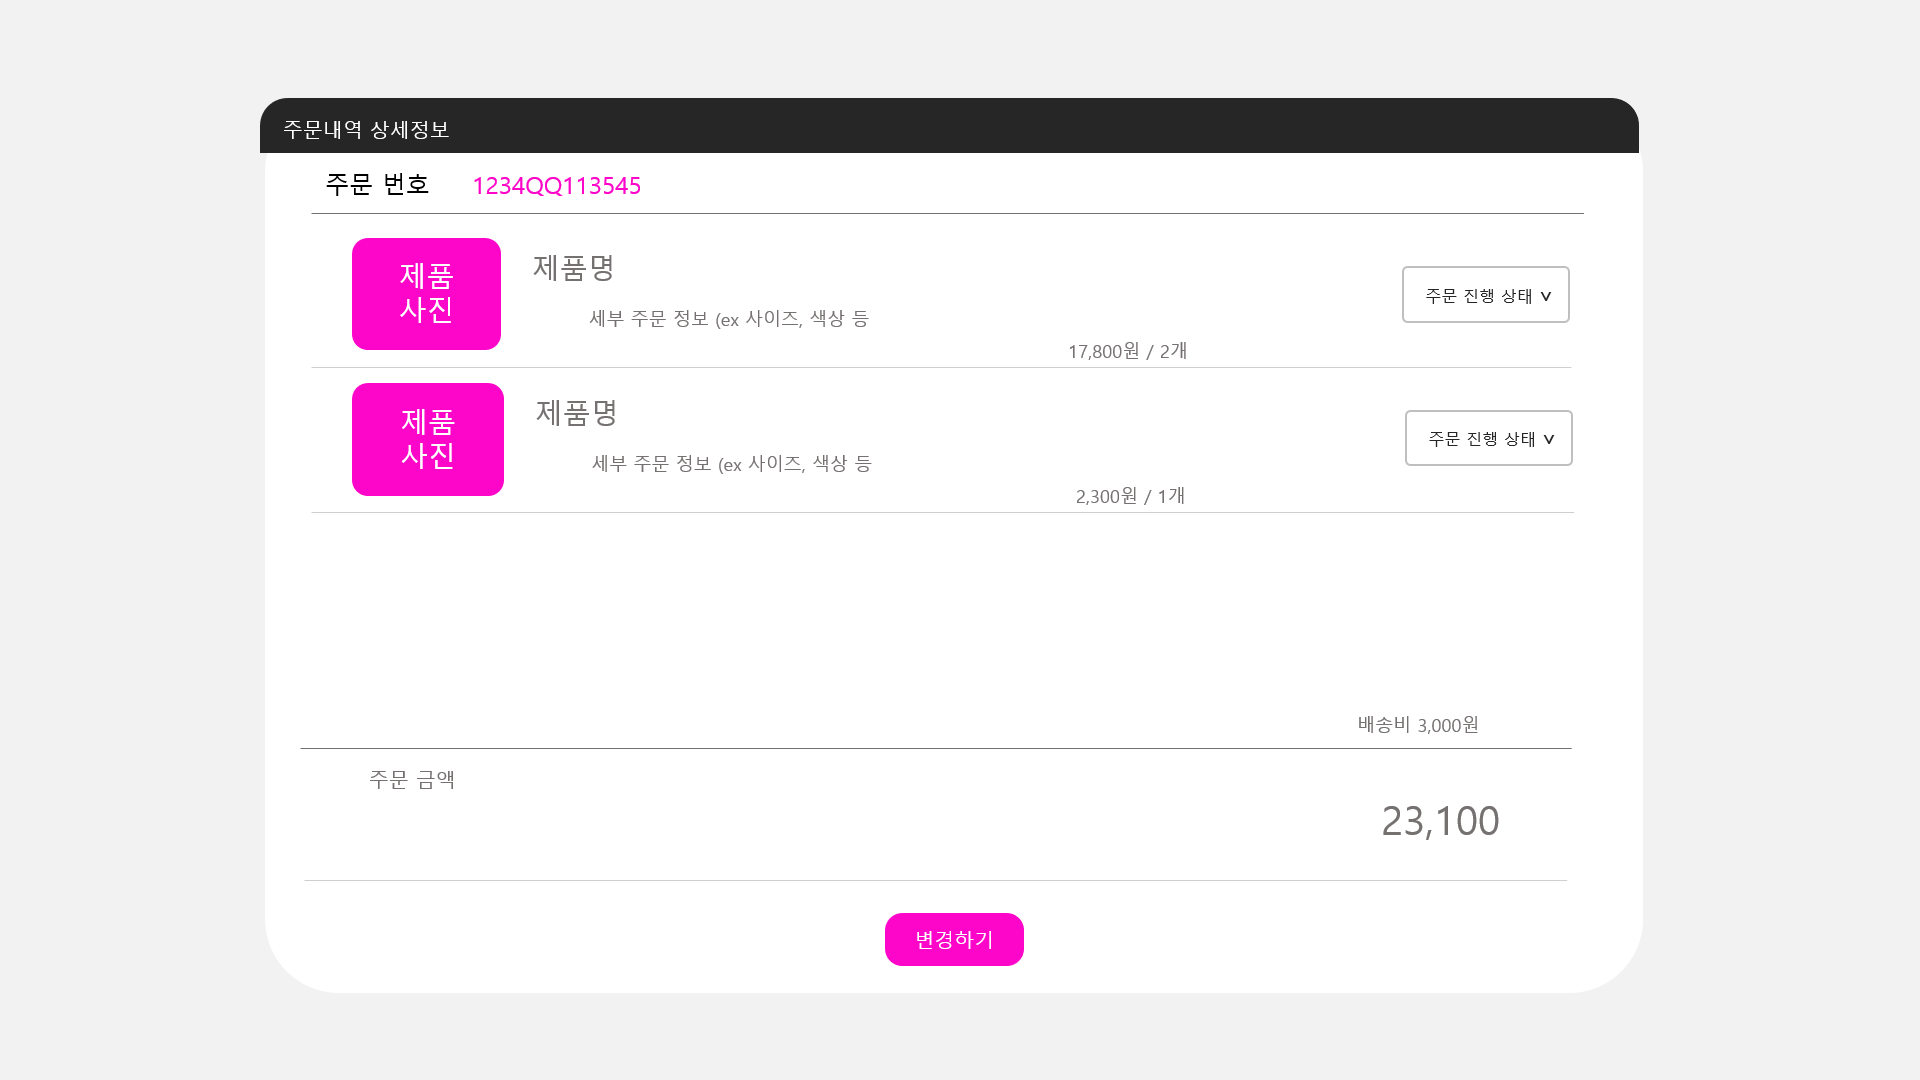 주문내역 상세정보
주문 번호 1234QQ113545
제품
사진
제품명
세부 주문 정보 (ex 사이즈, 색상 등
17,800원 / 2개
주문 진행 상태 ∨
제품
사진
제품명
세부 주문 정보 (ex 사이즈, 색상 등
2,300원 / 1개
주문 진행 상태 ∨
배송비 3,000원
주문 금액
23,100
변경하기